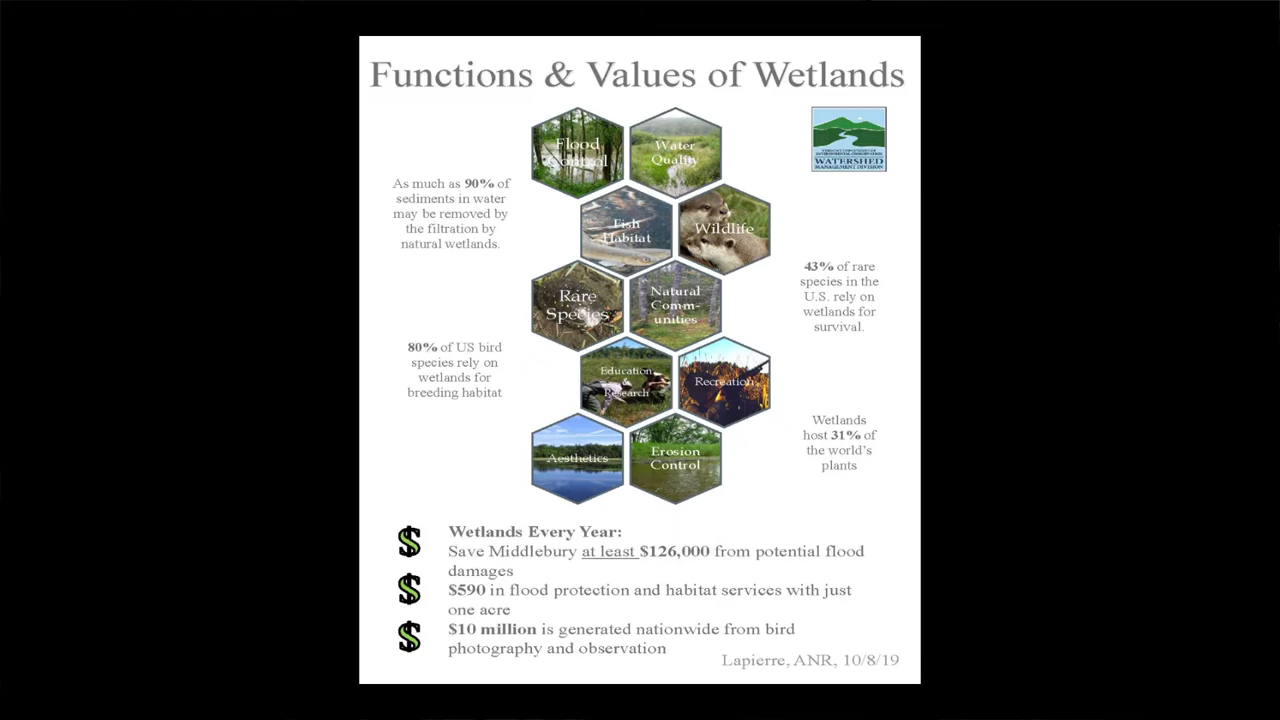 Functions & Values of Wetlands
Flood
Control
Water
Quality
WATERSHED
MANAGEMENT DIVISION
As much as 90% of
sediments in water
may be removed by
the filtration by
natural wetlands.
Fish
Habitat
Wildlife
43% of rare
species in the
U.S. rely on
wetlands for
survival.
Rare
Species
Natural
Comm-
unities
80% of US bird
species rely on
wetlands for
breeding habitat
Education
&
Research
Recreation
Wetlands
host 31% of
the world's
plants
Aesthetics
Erosion
Control
Wetlands Every Year:
Save Middlebury at least $126,000 from potential flood
damages
$590 in flood protection and habitat services with just
one acre
$10 million is generated nationwide from bird
photography and observation
Lapierre, ANR, 10/8/19